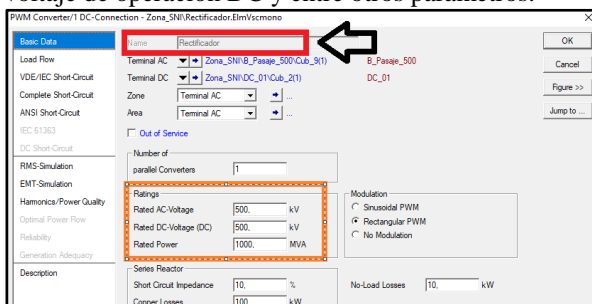 voltaje de operación DC y entre otros parámetros.
PWM Converter/1 DC-Connection - Zona_SNI\Rectificador.ElmVscmono
Basic Data
Load Flow
VDE/IEC Short-Circuit
Complete Short-Circuit
ANSI Short-Circuit
IEC 61363
DC Short-Circuit
RMS-Simulation
EMT-Simulation
Harmonics/Power Quality
Optimal Power Flow
Reliability
Generation Adequacy
Description
Name Rectificador
Terminal AC Zona_SNI\B_Pasaje_500\Cub_9(1) B_Pasaje_500
Terminal DC Zona_SNI\DC_01\Cub_2(1) DC_01
Zone Terminal AC ...
Area Terminal AC ...
Out of Service
Number of
parallel Converters 1
Ratings
Rated AC-Voltage 500, kV
Rated DC-Voltage (DC) 500, kV
Rated Power 1000, MVA
Modulation
Sinusoidal PWM
Rectangular PWM
No Modulation
Series Reactor
Short Circuit Impedance 10, % No-Load Losses 10, kW
Copper Losses 100, kW
OK
Cancel
Figure >>
Jump to ...